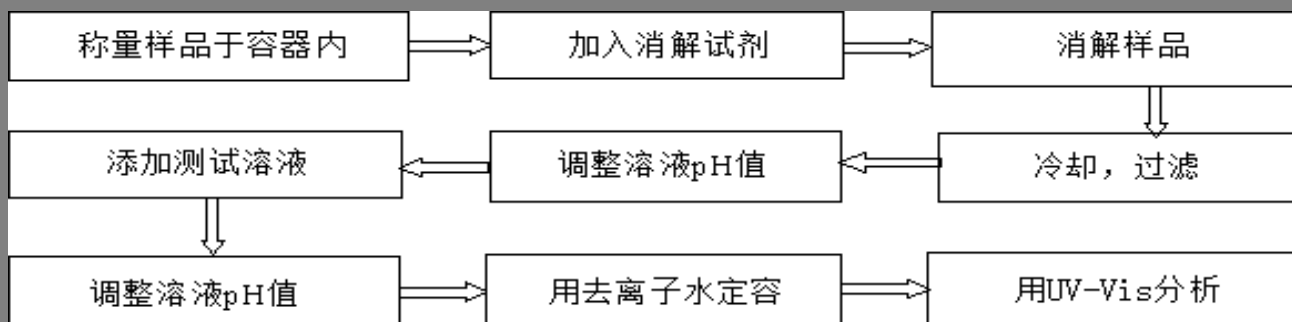 称量样品于容器内
加入消解试剂
消解样品
冷却，过滤
调整溶液pH值
添加测试溶液
调整溶液pH值
用去离子水定容
用UV-Vis分析